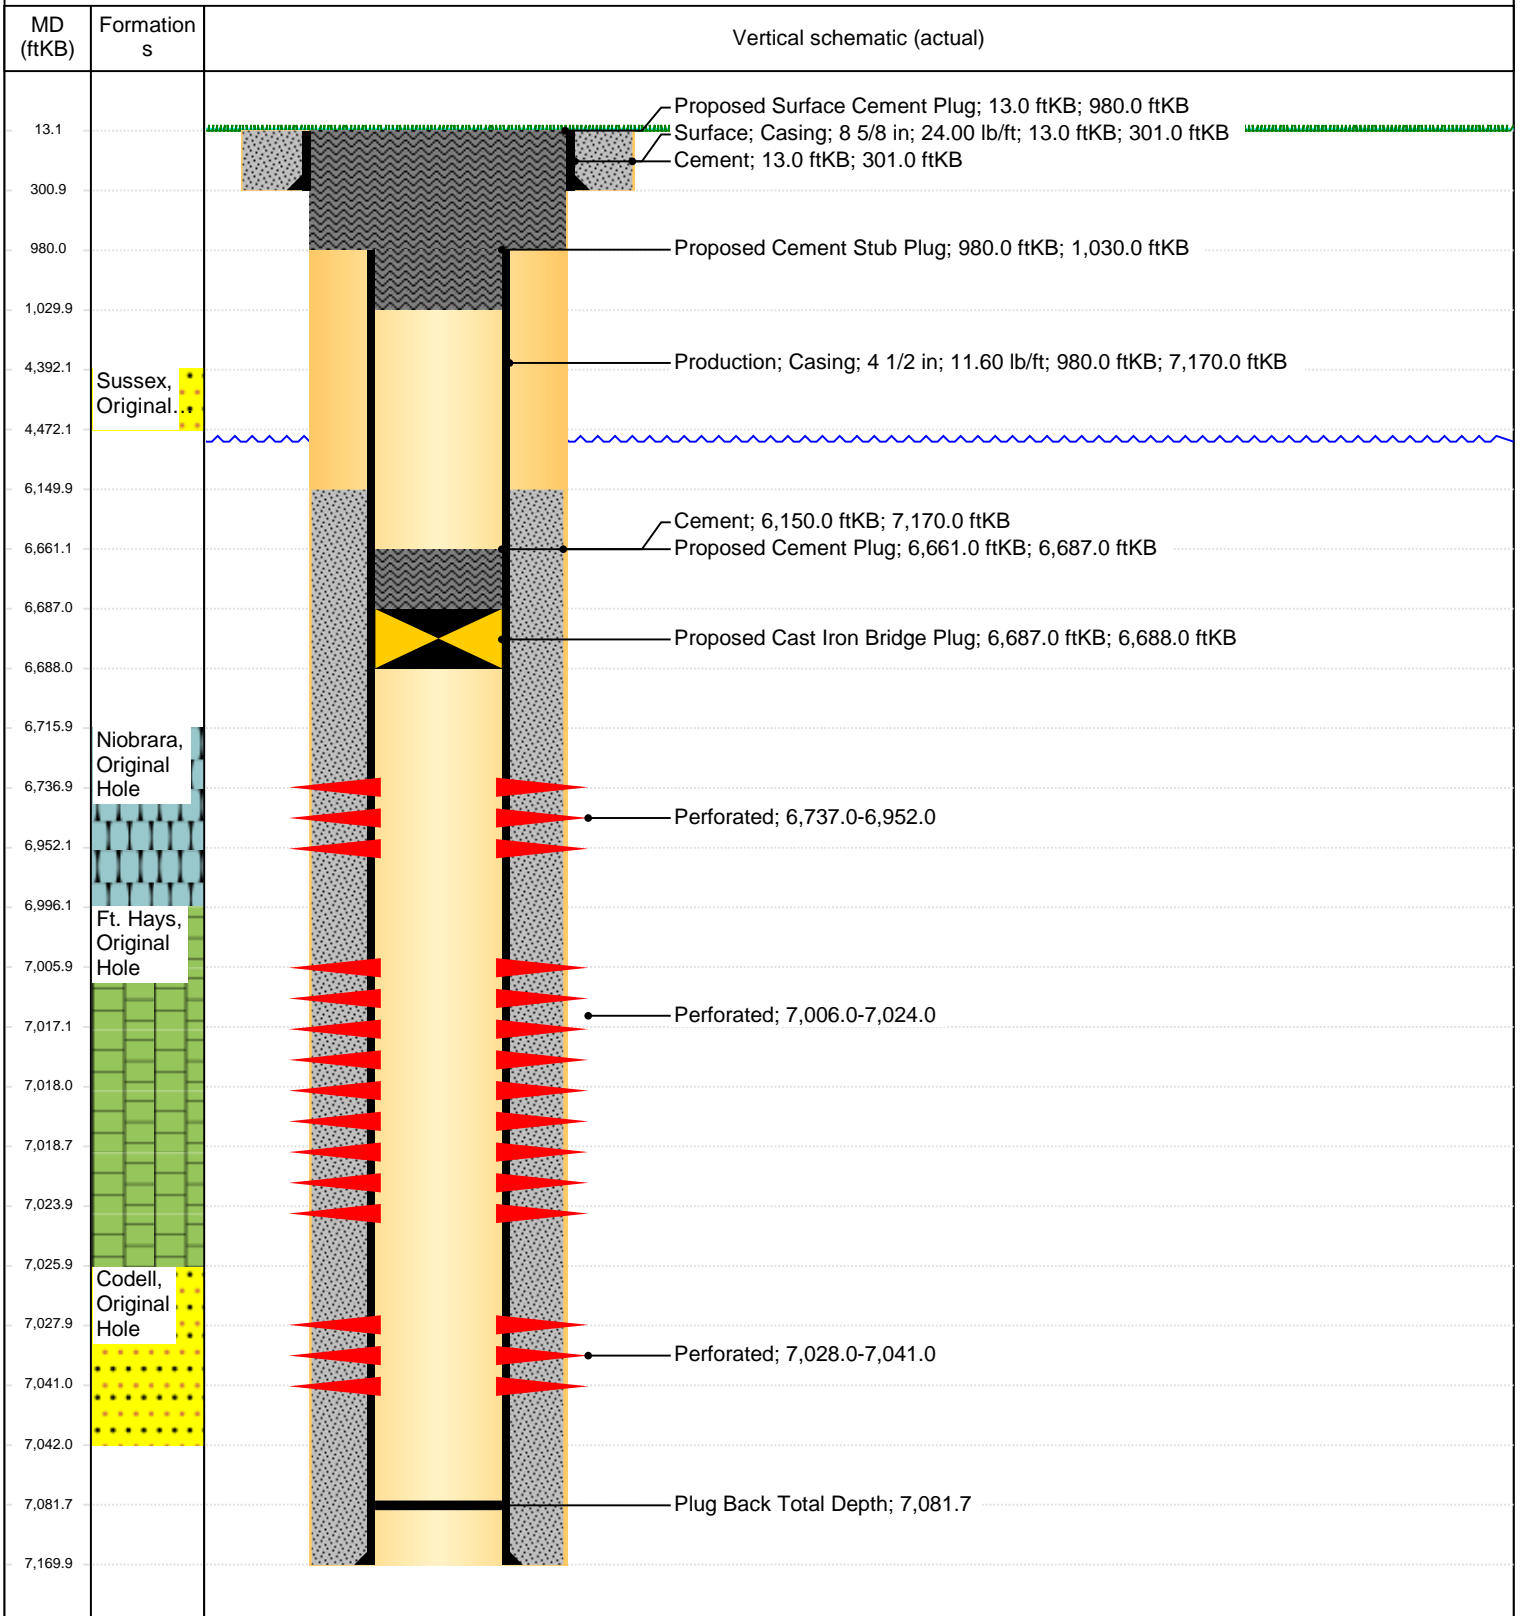 MD
(ftKB)
Formation
s
Vertical schematic (actual)
Proposed Surface Cement Plug; 13.0 ftKB; 980.0 ftKB
13.1
Surface; Casing; 8 5/8 in; 24.00 lb/ft; 13.0 ftKB; 301.0 ftKB
Cement; 13.0 ftKB; 301.0 ftKB
300.9
980.0
Proposed Cement Stub Plug; 980.0 ftKB; 1,030.0 ftKB
1,029.9
Production; Casing; 4 1/2 in; 11.60 lb/ft; 980.0 ftKB; 7,170.0 ftKB
4,392.1
Sussex,
Original...
4,472.1
6,149.9
Cement; 6,150.0 ftKB; 7,170.0 ftKB
6,661.1
Proposed Cement Plug; 6,661.0 ftKB; 6,687.0 ftKB
6,687.0
Proposed Cast Iron Bridge Plug; 6,687.0 ftKB; 6,688.0 ftKB
6,688.0
6,715.9
Niobrara,
Original
Hole
6,736.9
Perforated; 6,737.0-6,952.0
6,952.1
6,996.1
Ft. Hays,
Original
Hole
7,005.9
Perforated; 7,006.0-7,024.0
7,017.1
7,018.0
7,018.7
7,023.9
7,025.9
Codell,
Original
Hole
7,027.9
Perforated; 7,028.0-7,041.0
7,041.0
7,042.0
7,081.7
Plug Back Total Depth; 7,081.7
7,169.9